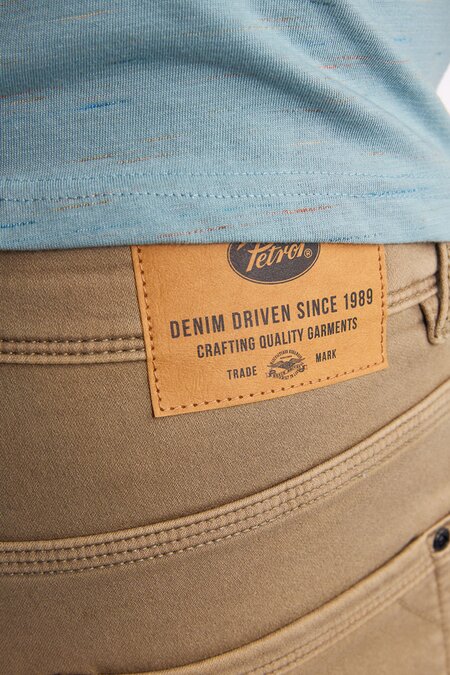 Petrol®
DENIM DRIVEN SINCE 1989
CRAFTING QUALITY GARMENTS
TRADE MARK